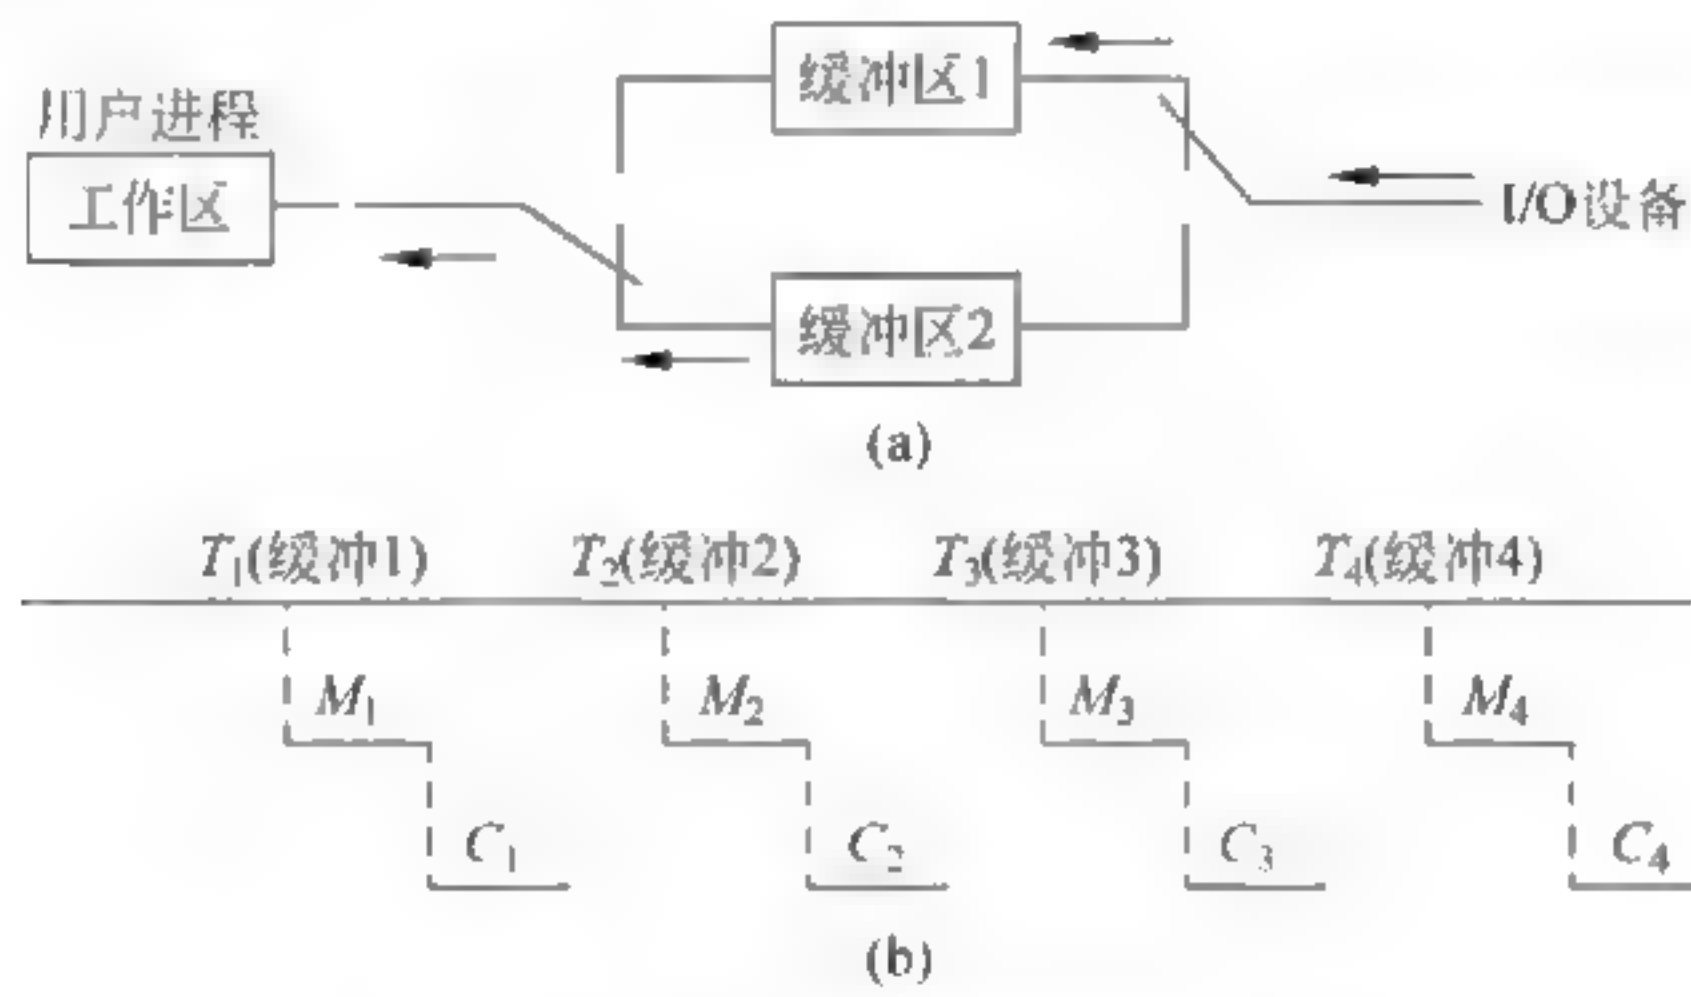 用户进程
工作区
缓冲区1
缓冲区2
I/O设备
(a)
T₁(缓冲1) T₂(缓冲2) T₃(缓冲3) T₄(缓冲4)
M₁ M₂ M₃ M₄
C₁ C₂ C₃ C₄
(b)